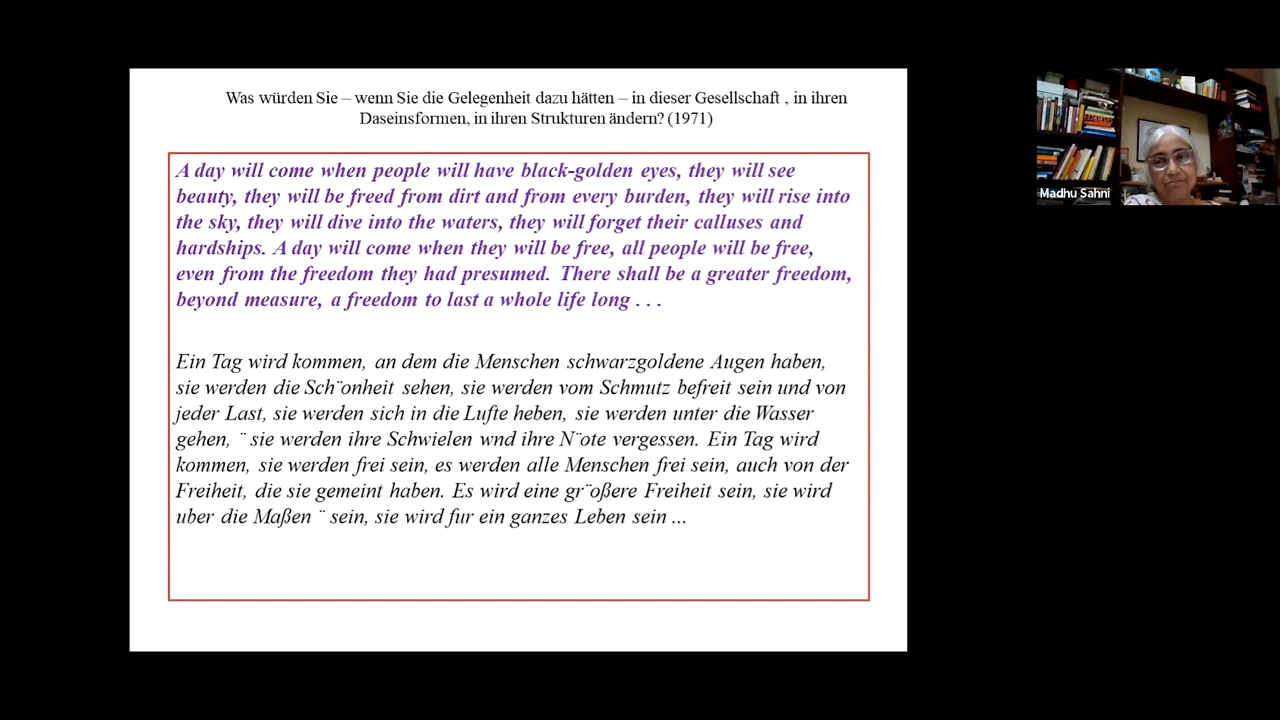 Was würden Sie – wenn Sie die Gelegenheit dazu hätten – in dieser Gesellschaft , in ihren
Daseinsformen, in ihren Strukturen ändern? (1971)
A day will come when people will have black-golden eyes, they will see
beauty, they will be freed from dirt and from every burden, they will rise into
the sky, they will dive into the waters, they will forget their calluses and
hardships. A day will come when they will be free, all people will be free,
even from the freedom they had presumed. There shall be a greater freedom,
beyond measure, a freedom to last a whole life long . . .
Ein Tag wird kommen, an dem die Menschen schwarzgoldene Augen haben,
sie werden die Sch¨onheit sehen, sie werden vom Schmutz befreit sein und von
jeder Last, sie werden sich in die Lufte heben, sie werden unter die Wasser
gehen, ¨ sie werden ihre Schwielen wnd ihre N¨ote vergessen. Ein Tag wird
kommen, sie werden frei sein, es werden alle Menschen frei sein, auch von der
Freiheit, die sie gemeint haben. Es wird eine gr¨oßere Freiheit sein, sie wird
uber die Maßen ¨ sein, sie wird fur ein ganzes Leben sein ...
Madhu Sahni